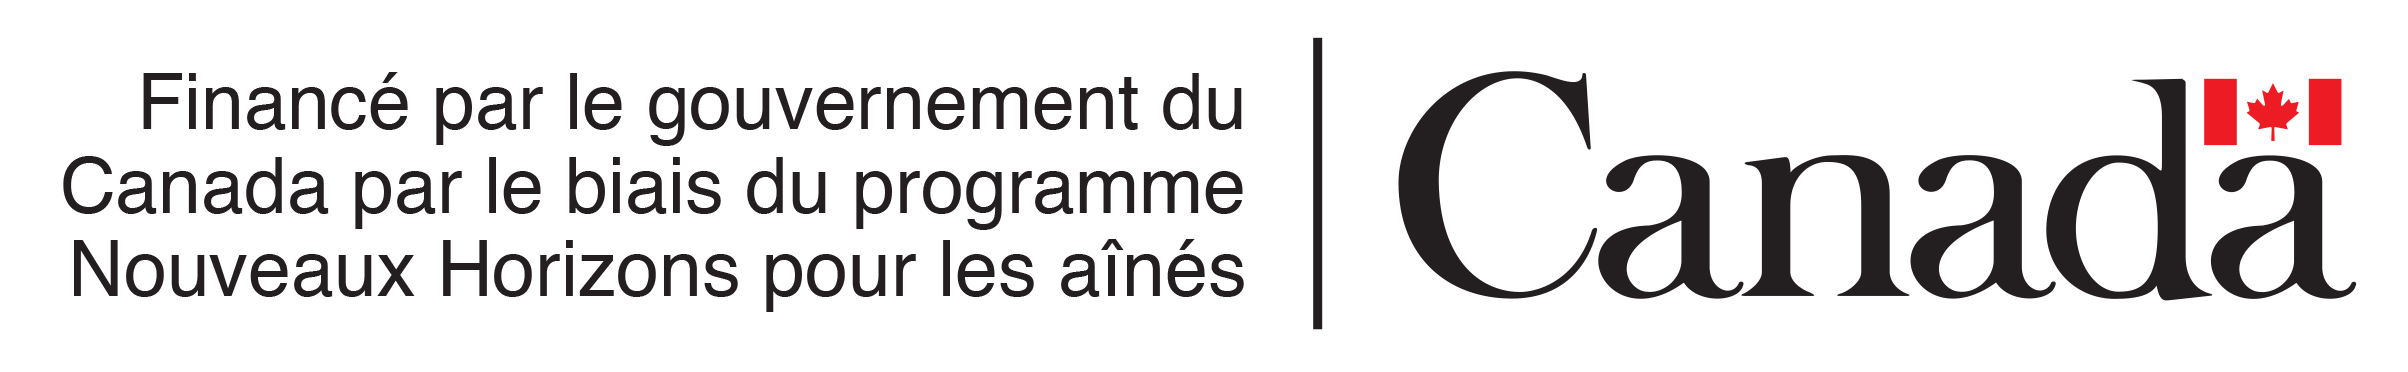 Financé par le gouvernement du
Canada par le biais du programme
Nouveaux Horizons pour les aînés
Canada